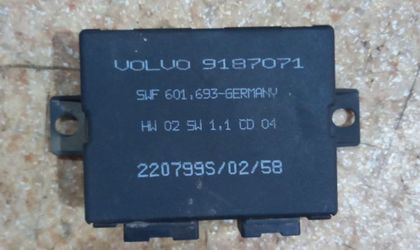 VOLVO 9187071
SWF 601.693-GERMANY
HW 02 SW 1.1 CD 04
220799S/02/58